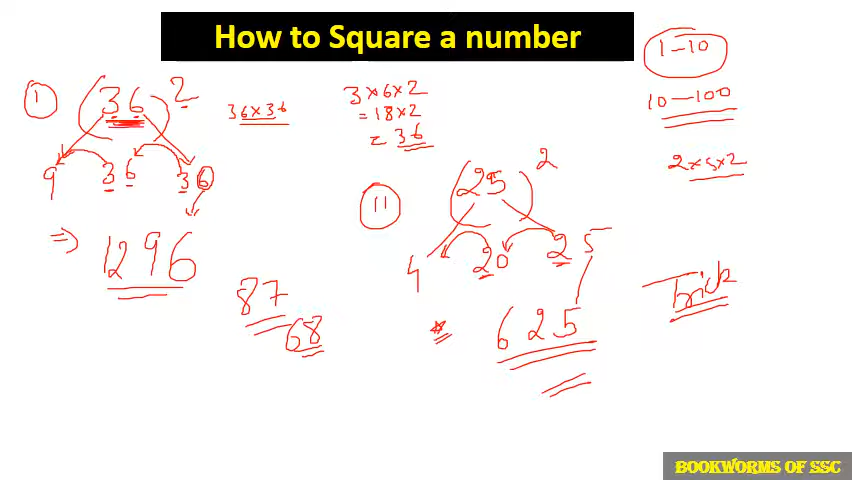 How to Square a number
1-10
I (36)²
36×36
3×6×2
=18×2
= 36
10-100
9 36 36
2×5×2
II (25)²
⇒ 1296
4 20 25
87
68
Trick
* 625
BOOKWORMS OF SSC